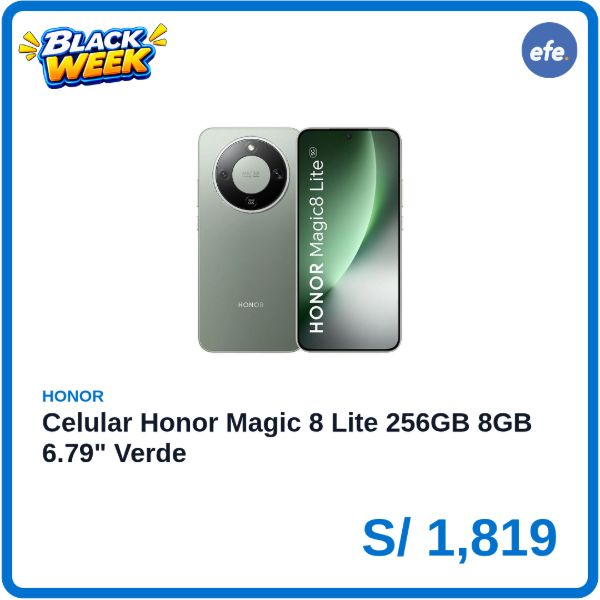 BLACK
WEEK
efe.
HONOR Magic8 Lite 5G
HONOR
HONOR
Celular Honor Magic 8 Lite 256GB 8GB
6.79" Verde
S/ 1,819